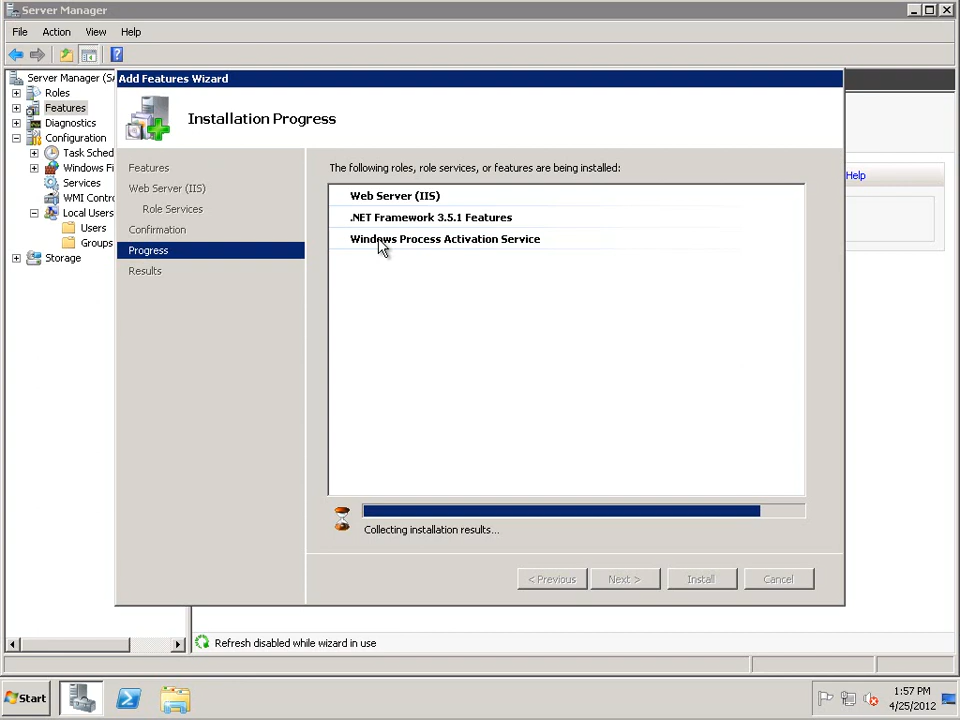 Server Manager
File Action View Help
Server Manager (SA
Roles
Features
Diagnostics
Configuration
Task Sched
Windows Fi
Services
WMI Contro
Local Users
Users
Groups
Storage
Add Features Wizard
Installation Progress
Features
Web Server (IIS)
Role Services
Confirmation
Progress
Results
The following roles, role services, or features are being installed:
Web Server (IIS)
.NET Framework 3.5.1 Features
Windows Process Activation Service
Collecting installation results...
< Previous Next > Install Cancel
Help
Refresh disabled while wizard in use
Start
1:57 PM
4/25/2012